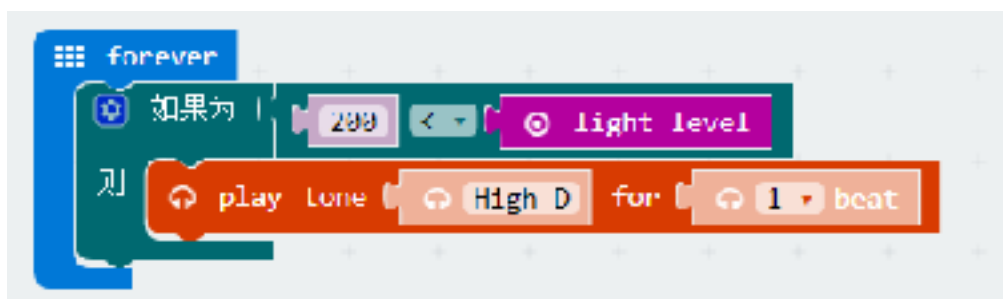 forever
如果为 200 < light level
则 play tone High D for 1 beat